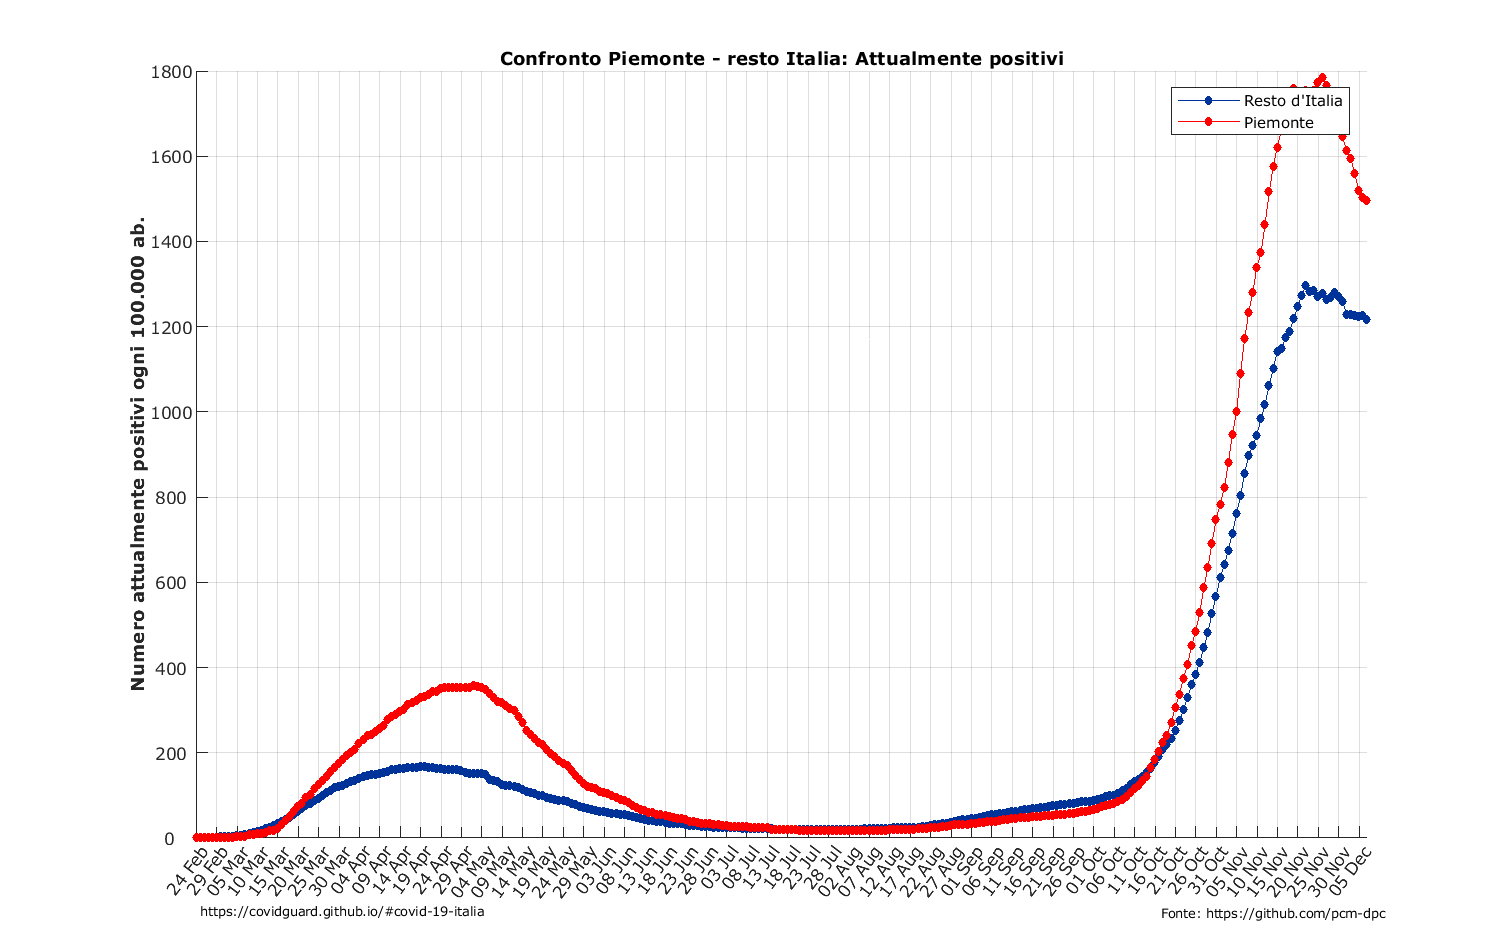 Confronto Piemonte - resto Italia: Attualmente positivi
1800
1600
1400
1200
1000
800
600
400
200
0
Numero attualmente positivi ogni 100.000 ab.
Resto d'Italia
Piemonte
24 Feb
29 Feb
05 Mar
10 Mar
15 Mar
20 Mar
25 Mar
30 Mar
04 Apr
09 Apr
14 Apr
19 Apr
24 Apr
29 Apr
04 May
09 May
14 May
19 May
24 May
29 May
03 Jun
08 Jun
13 Jun
18 Jun
23 Jun
28 Jun
03 Jul
08 Jul
13 Jul
18 Jul
23 Jul
28 Jul
02 Aug
07 Aug
12 Aug
17 Aug
22 Aug
27 Aug
01 Sep
06 Sep
11 Sep
16 Sep
21 Sep
26 Sep
01 Oct
06 Oct
11 Oct
16 Oct
21 Oct
26 Oct
31 Oct
05 Nov
10 Nov
15 Nov
20 Nov
25 Nov
30 Nov
05 Dec
https://covidguard.github.io/#covid-19-italia
Fonte: https://github.com/pcm-dpc